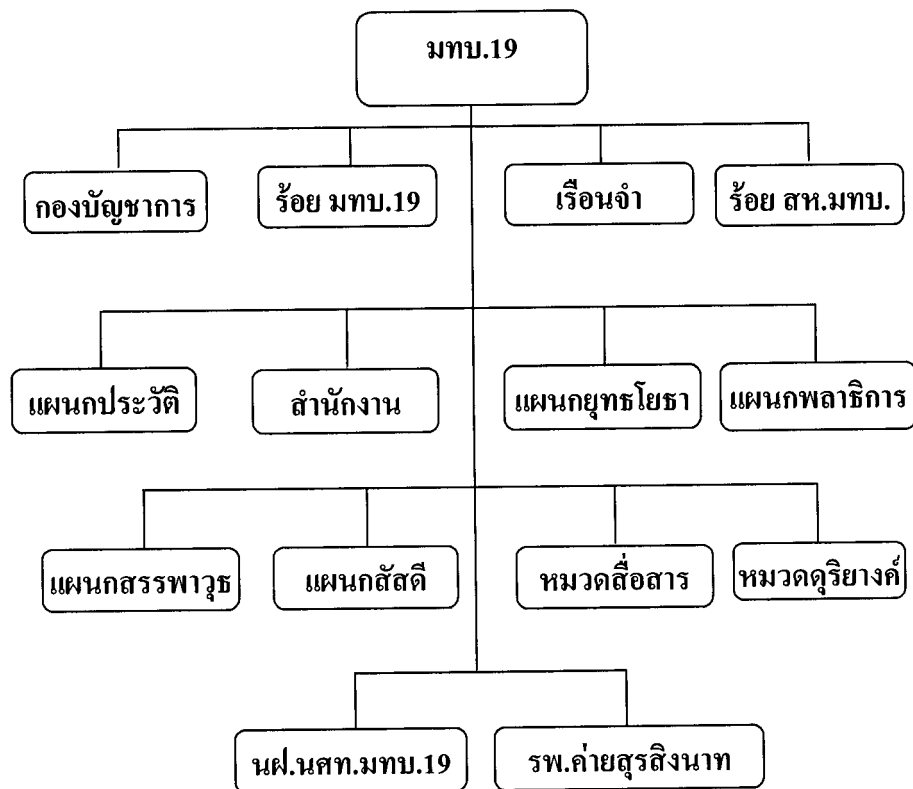 มทบ.19
กองบัญชาการ
ร้อย มทบ.19
เรือนจำ
ร้อย สห.มทบ.
แผนกประวัติ
สำนักงาน
แผนกยุทธโยธา
แผนกพลาธิการ
แผนกสรรพาวุธ
แผนกสัสดี
หมวดสื่อสาร
หมวดดุริยางค์
นฝ.นศท.มทบ.19
รพ.ค่ายสุรสิงนาท